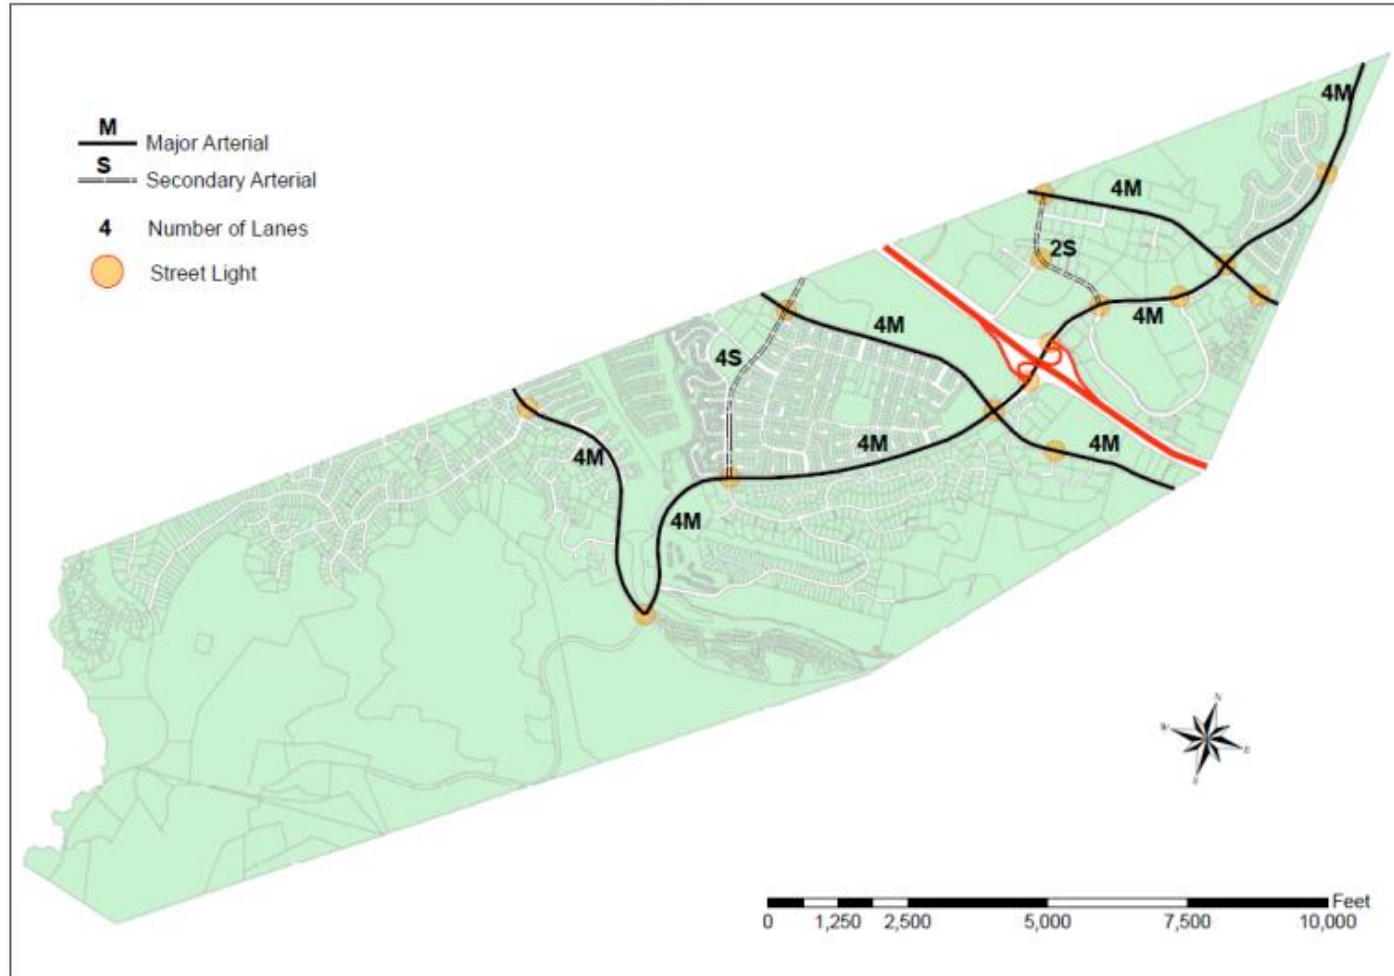 M
Major Arterial
S
Secondary Arterial
4 Number of Lanes
Street Light
4M
4M
2S
4M
4M
4S
4M
4M
4M
4M
N
W
E
S
Feet
0 1,250 2,500 5,000 7,500 10,000